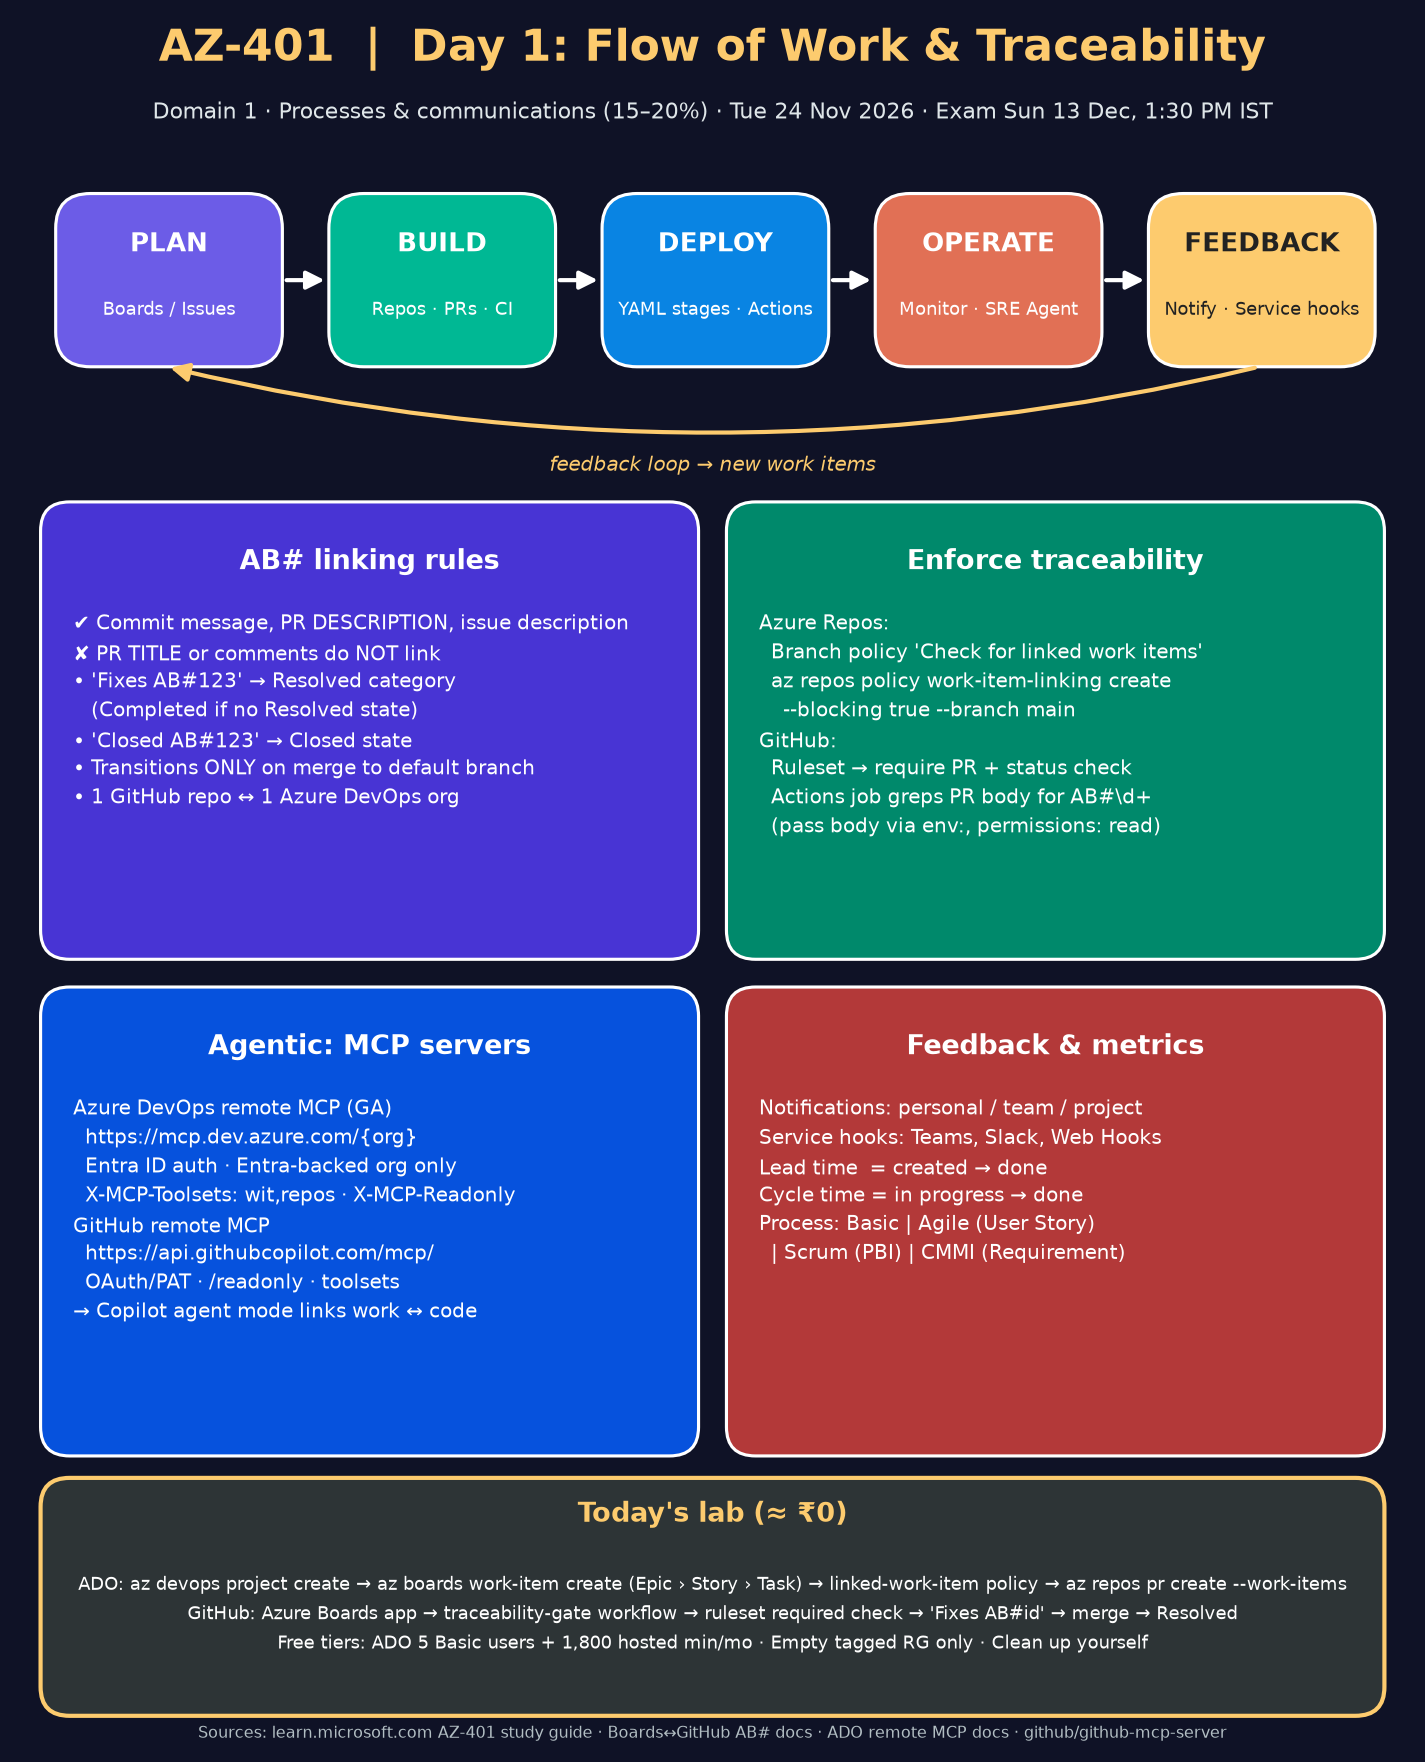 AZ-401  |  Day 1: Flow of Work & Traceability
Domain 1 · Processes & communications (15–20%) · Tue 24 Nov 2026 · Exam Sun 13 Dec, 1:30 PM IST
PLAN
Boards / Issues
BUILD
Repos · PRs · CI
DEPLOY
YAML stages · Actions
OPERATE
Monitor · SRE Agent
FEEDBACK
Notify · Service hooks
feedback loop → new work items
AB# linking rules
✔ Commit message, PR DESCRIPTION, issue description
✘ PR TITLE or comments do NOT link
• 'Fixes AB#123' → Resolved category
(Completed if no Resolved state)
• 'Closed AB#123' → Closed state
• Transitions ONLY on merge to default branch
• 1 GitHub repo ↔ 1 Azure DevOps org
Enforce traceability
Azure Repos:
Branch policy 'Check for linked work items'
az repos policy work-item-linking create
--blocking true --branch main
GitHub:
Ruleset → require PR + status check
Actions job greps PR body for AB#\d+
(pass body via env:, permissions: read)
Agentic: MCP servers
Azure DevOps remote MCP (GA)
https://mcp.dev.azure.com/{org}
Entra ID auth · Entra-backed org only
X-MCP-Toolsets: wit,repos · X-MCP-Readonly
GitHub remote MCP
https://api.githubcopilot.com/mcp/
OAuth/PAT · /readonly · toolsets
→ Copilot agent mode links work ↔ code
Feedback & metrics
Notifications: personal / team / project
Service hooks: Teams, Slack, Web Hooks
Lead time  = created → done
Cycle time = in progress → done
Process: Basic | Agile (User Story)
| Scrum (PBI) | CMMI (Requirement)
Today's lab (≈ ₹0)
ADO: az devops project create → az boards work-item create (Epic › Story › Task) → linked-work-item policy → az repos pr create --work-items
GitHub: Azure Boards app → traceability-gate workflow → ruleset required check → 'Fixes AB#id' → merge → Resolved
Free tiers: ADO 5 Basic users + 1,800 hosted min/mo · Empty tagged RG only · Clean up yourself
Sources: learn.microsoft.com AZ-401 study guide · Boards↔GitHub AB# docs · ADO remote MCP docs · github/github-mcp-server